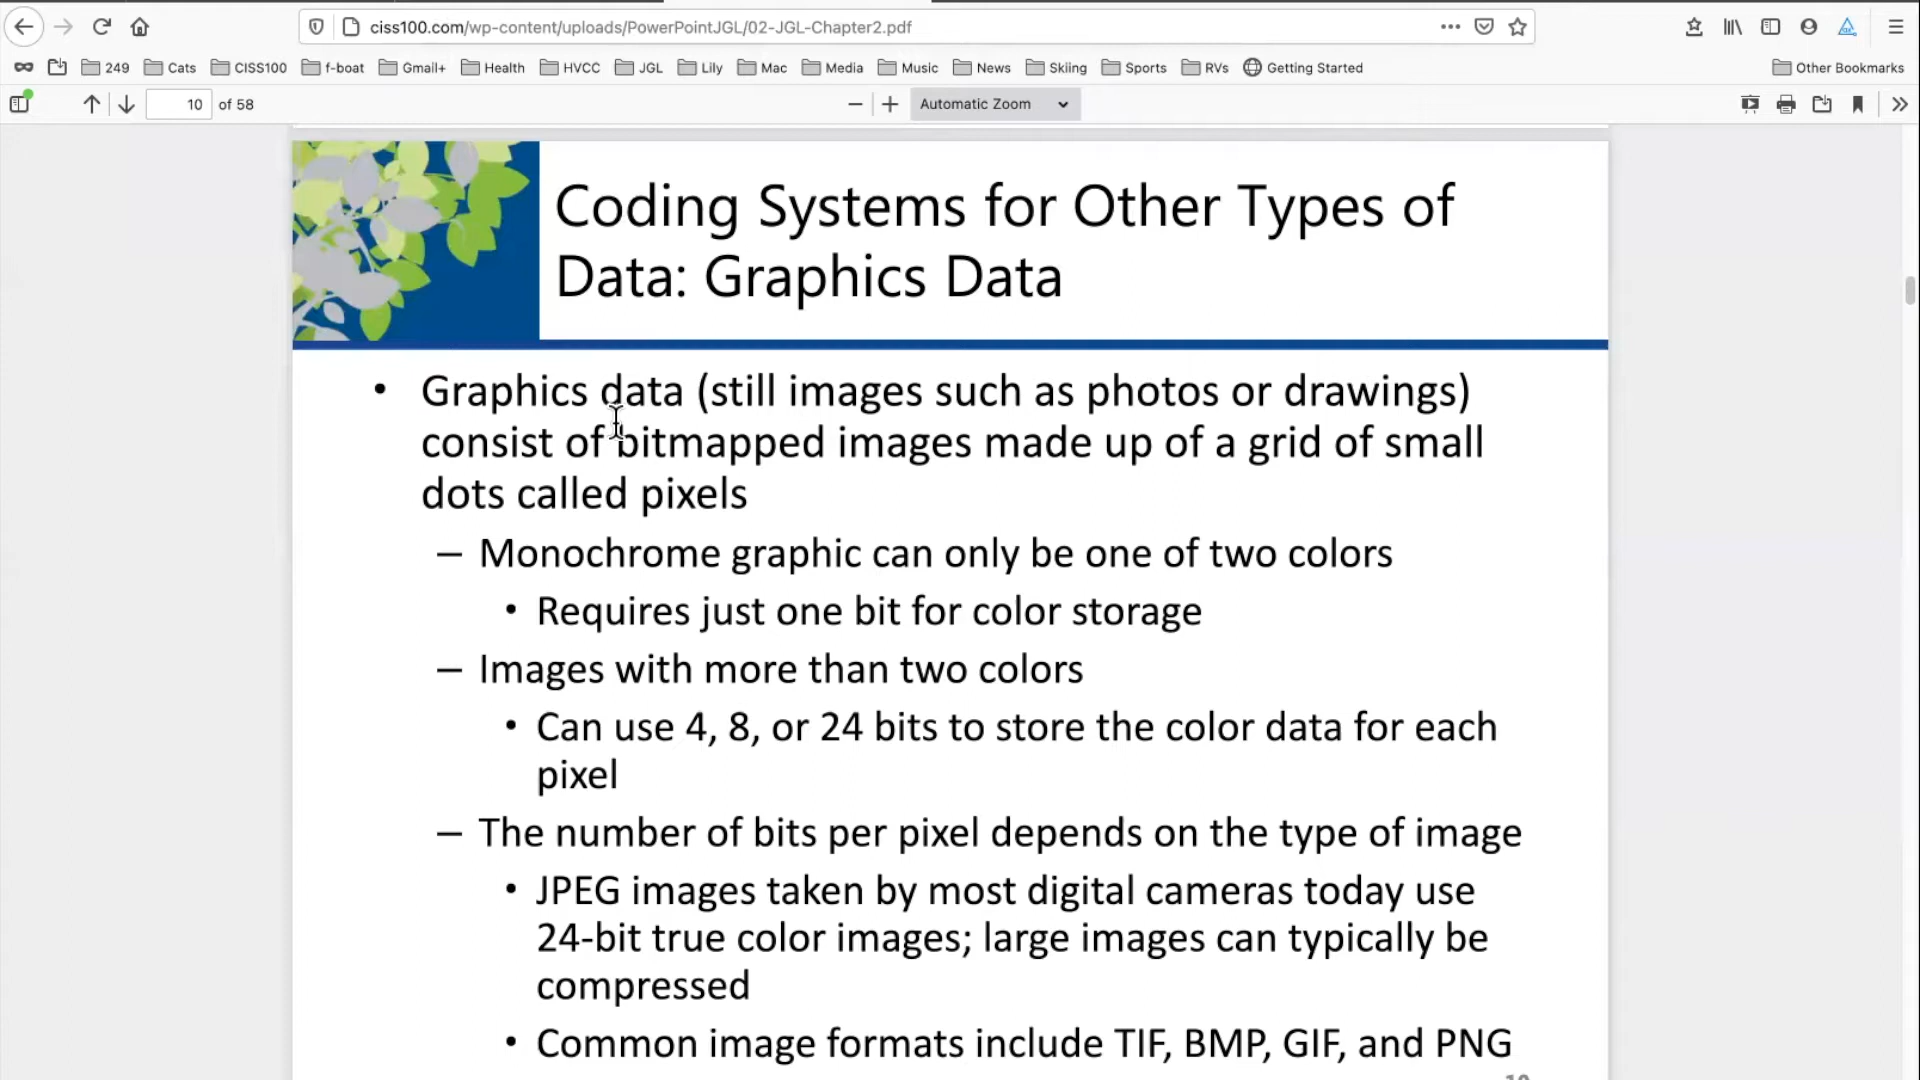 ciss100.com/wp-content/uploads/PowerPointJGL/02-JGL-Chapter2.pdf
249 Cats CISS100 f-boat Gmail+ Health HVCC JGL Lily Mac Media Music News Skiing Sports RVs Getting Started Other Bookmarks
10 of 58 Automatic Zoom
Coding Systems for Other Types of
Data: Graphics Data
• Graphics data (still images such as photos or drawings)
consist of bitmapped images made up of a grid of small
dots called pixels
– Monochrome graphic can only be one of two colors
• Requires just one bit for color storage
– Images with more than two colors
• Can use 4, 8, or 24 bits to store the color data for each
pixel
– The number of bits per pixel depends on the type of image
• JPEG images taken by most digital cameras today use
24-bit true color images; large images can typically be
compressed
• Common image formats include TIF, BMP, GIF, and PNG